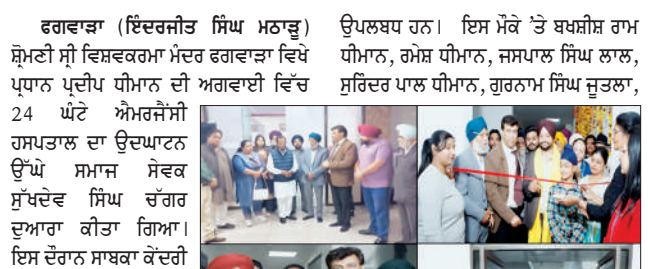 ਫਗਵਾੜਾ (ਇੰਦਰਜੀਤ ਸਿੰਘ ਮਠਾੜੂ)
ਸ਼੍ਰੋਮਣੀ ਸ੍ਰੀ ਵਿਸ਼ਵਕਰਮਾ ਮੰਦਰ ਫਗਵਾੜਾ ਵਿਖੇ
ਪ੍ਰਧਾਨ ਪ੍ਰਦੀਪ ਧੀਮਾਨ ਦੀ ਅਗਵਾਈ ਵਿੱਚ
24 ਘੰਟੇ ਐਮਰਜੈਂਸੀ
ਹਸਪਤਾਲ ਦਾ ਉਦਘਾਟਨ
ਉੱਘੇ ਸਮਾਜ ਸੇਵਕ
ਸੁੱਖਦੇਵ ਸਿੰਘ ਚੱਗਰ
ਦੁਆਰਾ ਕੀਤਾ ਗਿਆ।
ਇਸ ਦੌਰਾਨ ਸਾਬਕਾ ਕੇਂਦਰੀ
ਉਪਲਬਧ ਹਨ। ਇਸ ਮੌਕੇ ’ਤੇ ਬਖਸ਼ੀਸ਼ ਰਾਮ
ਧੀਮਾਨ, ਰਮੇਸ਼ ਧੀਮਾਨ, ਜਸਪਾਲ ਸਿੰਘ ਲਾਲ,
ਸੁਰਿੰਦਰ ਪਾਲ ਧੀਮਾਨ, ਗੁਰਨਾਮ ਸਿੰਘ ਜੂਤਲਾ,